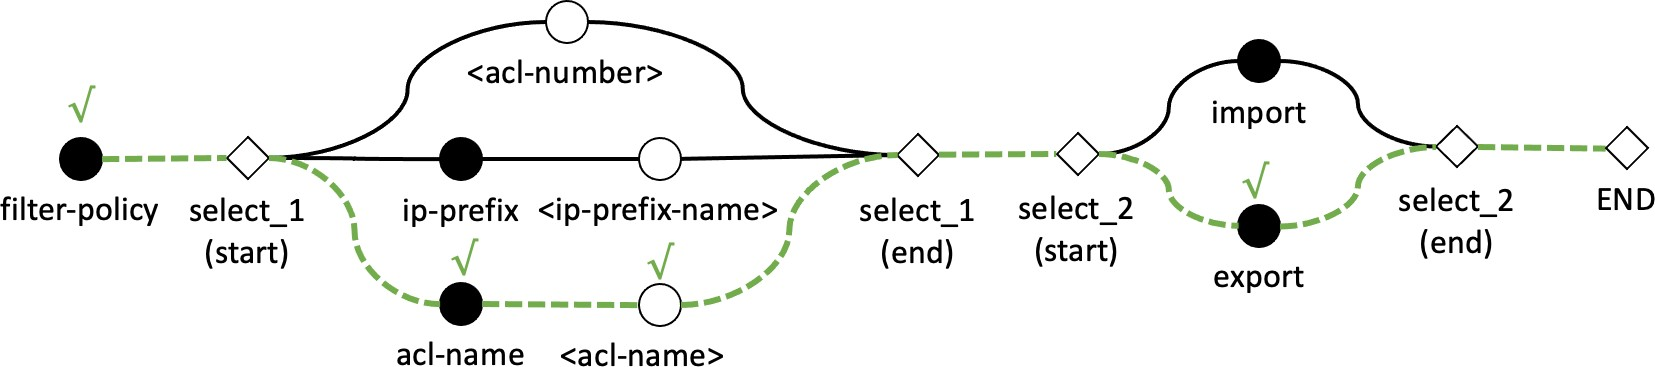 <acl-number>
import
filter-policy
select_1
(start)
ip-prefix
<ip-prefix-name>
select_1
(end)
select_2
(start)
select_2
(end)
END
export
acl-name
<acl-name>